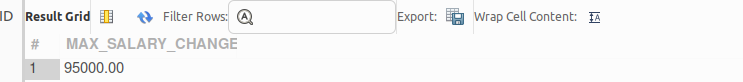 ID Result Grid Filter Rows: Export: Wrap Cell Content:
# MAX_SALARY_CHANGE
1 95000.00